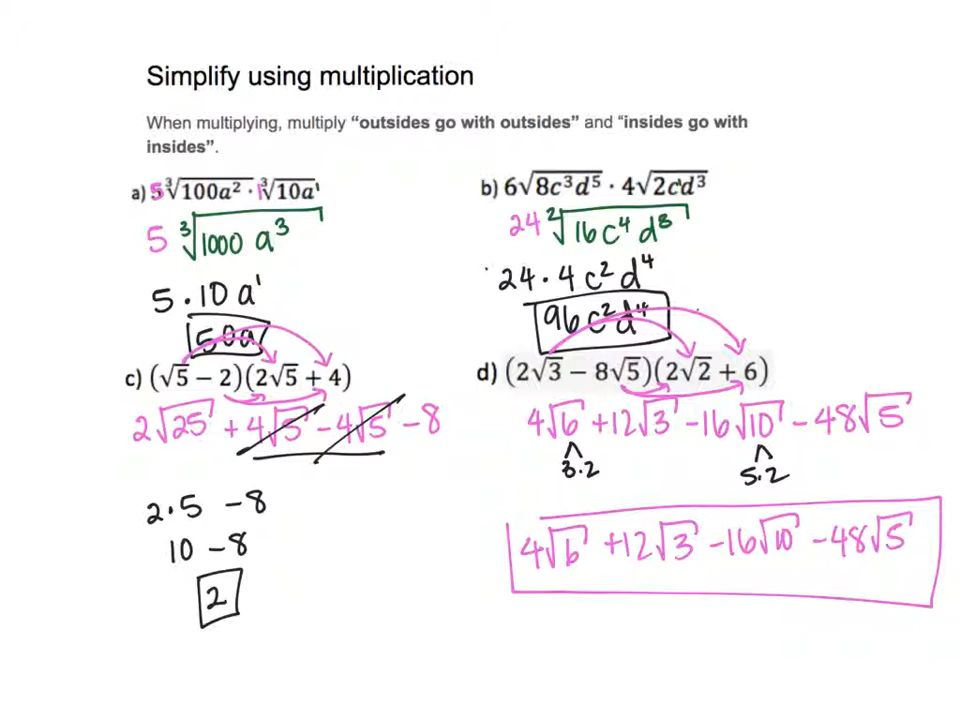 Simplify using multiplication
When multiplying, multiply “outsides go with outsides” and “insides go with
insides”.
a) 5∛100a² · 1∛10a¹
5 ∛1000 a³
5 · 10 a¹
50a
b) 6√8c³d⁵ · 4√2c¹d³
24 ²√16c⁴ d⁸
24 · 4 c² d⁴
96c²d⁴
c) (√5 − 2)(2√5 + 4)
2√25 + 4√5 − 4√5 − 8
2·5 − 8
10 − 8
2
d) (2√3 − 8√5)(2√2 + 6)
4√6 + 12√3 − 16√10 − 48√5
3·2 5·2
4√6 + 12√3 − 16√10 − 48√5